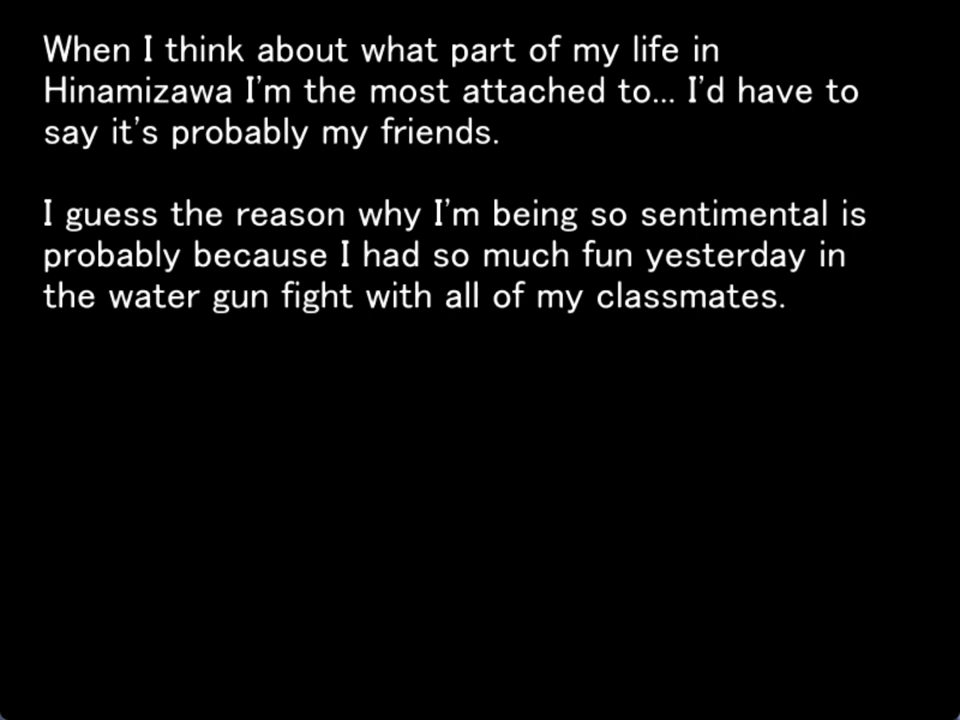 When I think about what part of my life in
Hinamizawa I'm the most attached to... I'd have to
say it's probably my friends.
I guess the reason why I'm being so sentimental is
probably because I had so much fun yesterday in
the water gun fight with all of my classmates.